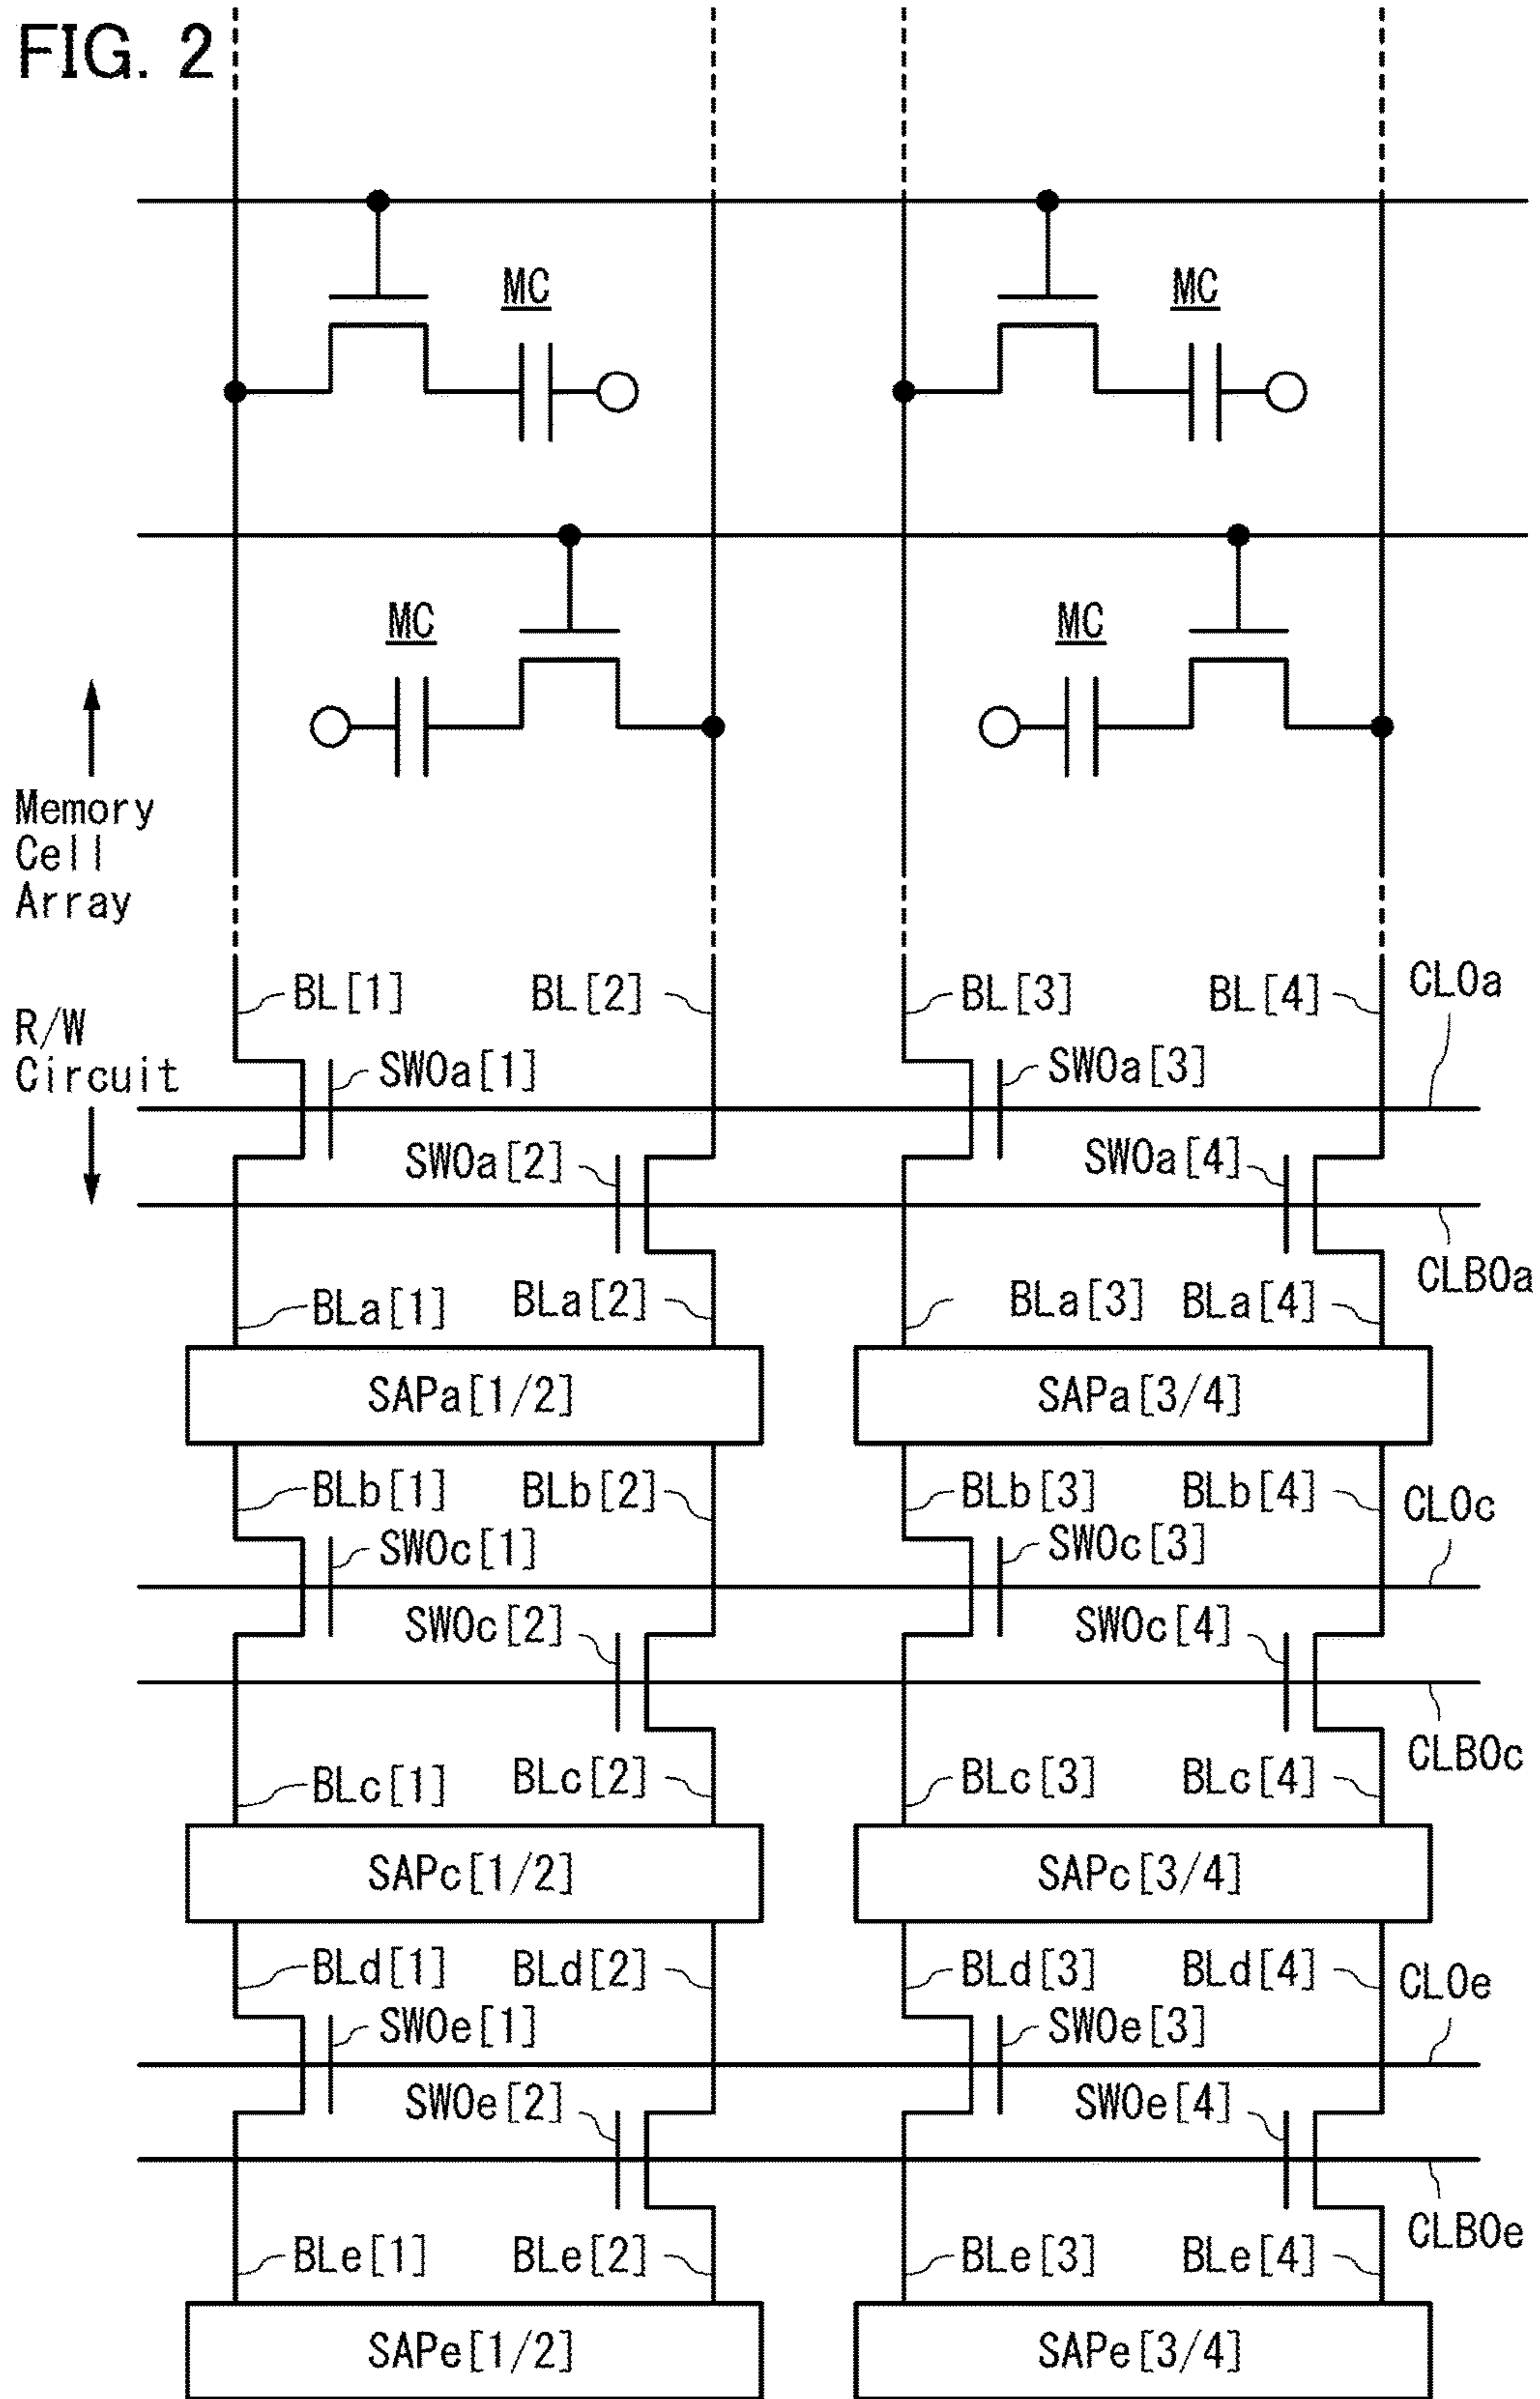 FIG. 2
MC
MC
MC
MC
Memory
Cell
Array
R/W
Circuit
BL[1]
BL[2]
BL[3]
BL[4]
CL0a
SW0a[1]
SW0a[3]
SW0a[2]
SW0a[4]
CLB0a
BLa[1]
BLa[2]
BLa[3]
BLa[4]
SAPa[1/2]
SAPa[3/4]
BLb[1]
BLb[2]
BLb[3]
BLb[4]
CL0c
SW0c[1]
SW0c[3]
SW0c[2]
SW0c[4]
CLB0c
BLc[1]
BLc[2]
BLc[3]
BLc[4]
SAPc[1/2]
SAPc[3/4]
BLd[1]
BLd[2]
BLd[3]
BLd[4]
CL0e
SW0e[1]
SW0e[3]
SW0e[2]
SW0e[4]
CLB0e
BLe[1]
BLe[2]
BLe[3]
BLe[4]
SAPe[1/2]
SAPe[3/4]